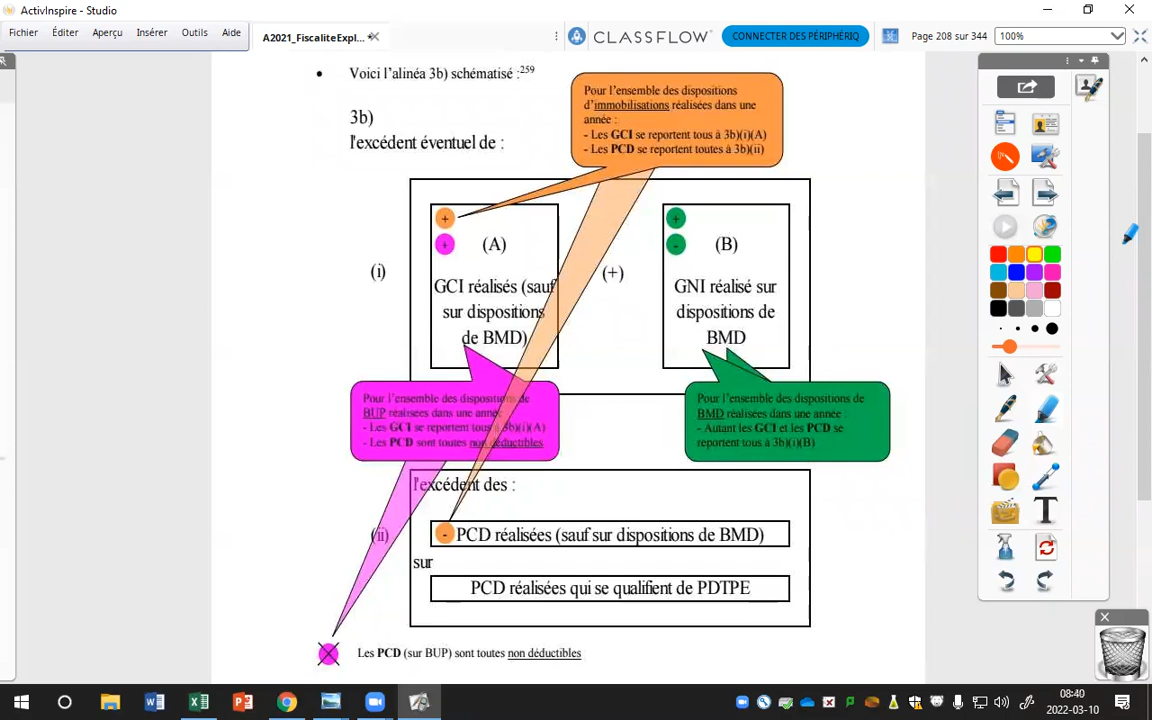 ActivInspire - Studio
Fichier Éditer Aperçu Insérer Outils Aide
A2021_FiscaliteExpl...
CLASSFLOW
CONNECTER DES PÉRIPHÉRIQ
Page 208 sur 344
100%
• Voici l'alinéa 3b) schématisé :259
3b)
l'excédent éventuel de :
Pour l'ensemble des dispositions
d'immobilisations réalisées dans une
année :
- Les GCI se reportent tous à 3b)(i)(A)
- Les PCD se reportent toutes à 3b)(ii)
(i)
+
+
(A)
GCI réalisés (sauf
sur dispositions
de BMD)
(+)
+
-
(B)
GNI réalisé sur
dispositions de
BMD
Pour l'ensemble des dispositions de
BUP réalisées dans une année
- Les GCI se reportent tous à 3b)(i)(A)
- Les PCD sont toutes non déductibles
Pour l'ensemble des dispositions de
BMD réalisées dans une année :
- Autant les GCI et les PCD se
reportent tous à 3b)(i)(B)
l'excédent des :
(ii)
- PCD réalisées (sauf sur dispositions de BMD)
sur
PCD réalisées qui se qualifient de PDTPE
Les PCD (sur BUP) sont toutes non déductibles
08:40
2022-03-10